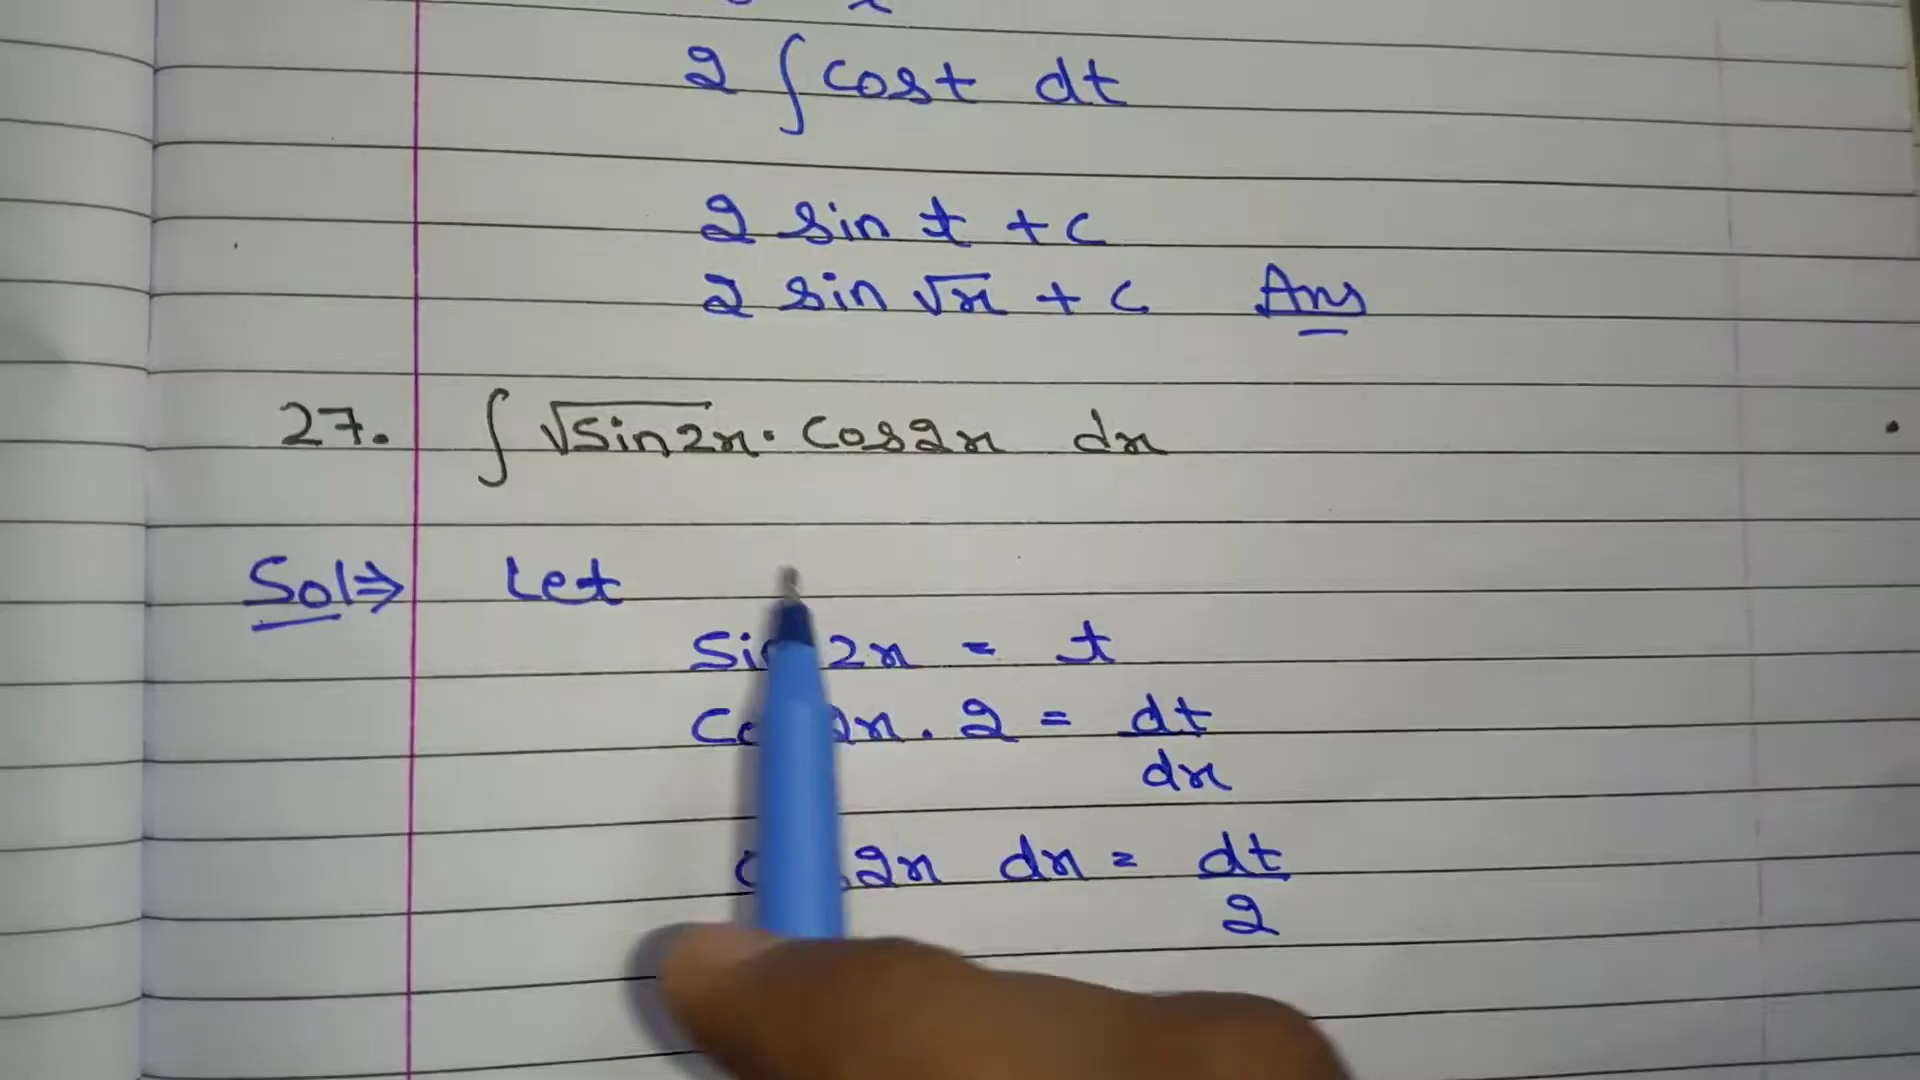 2 ∫ cost dt
2 sin t + c
2 sin √x + c Ans
27. ∫ √sin2x · cos2x dx
Sol⇒ Let
Sin 2x = t
2x . 2 = dt/dx
2x dx = dt/2